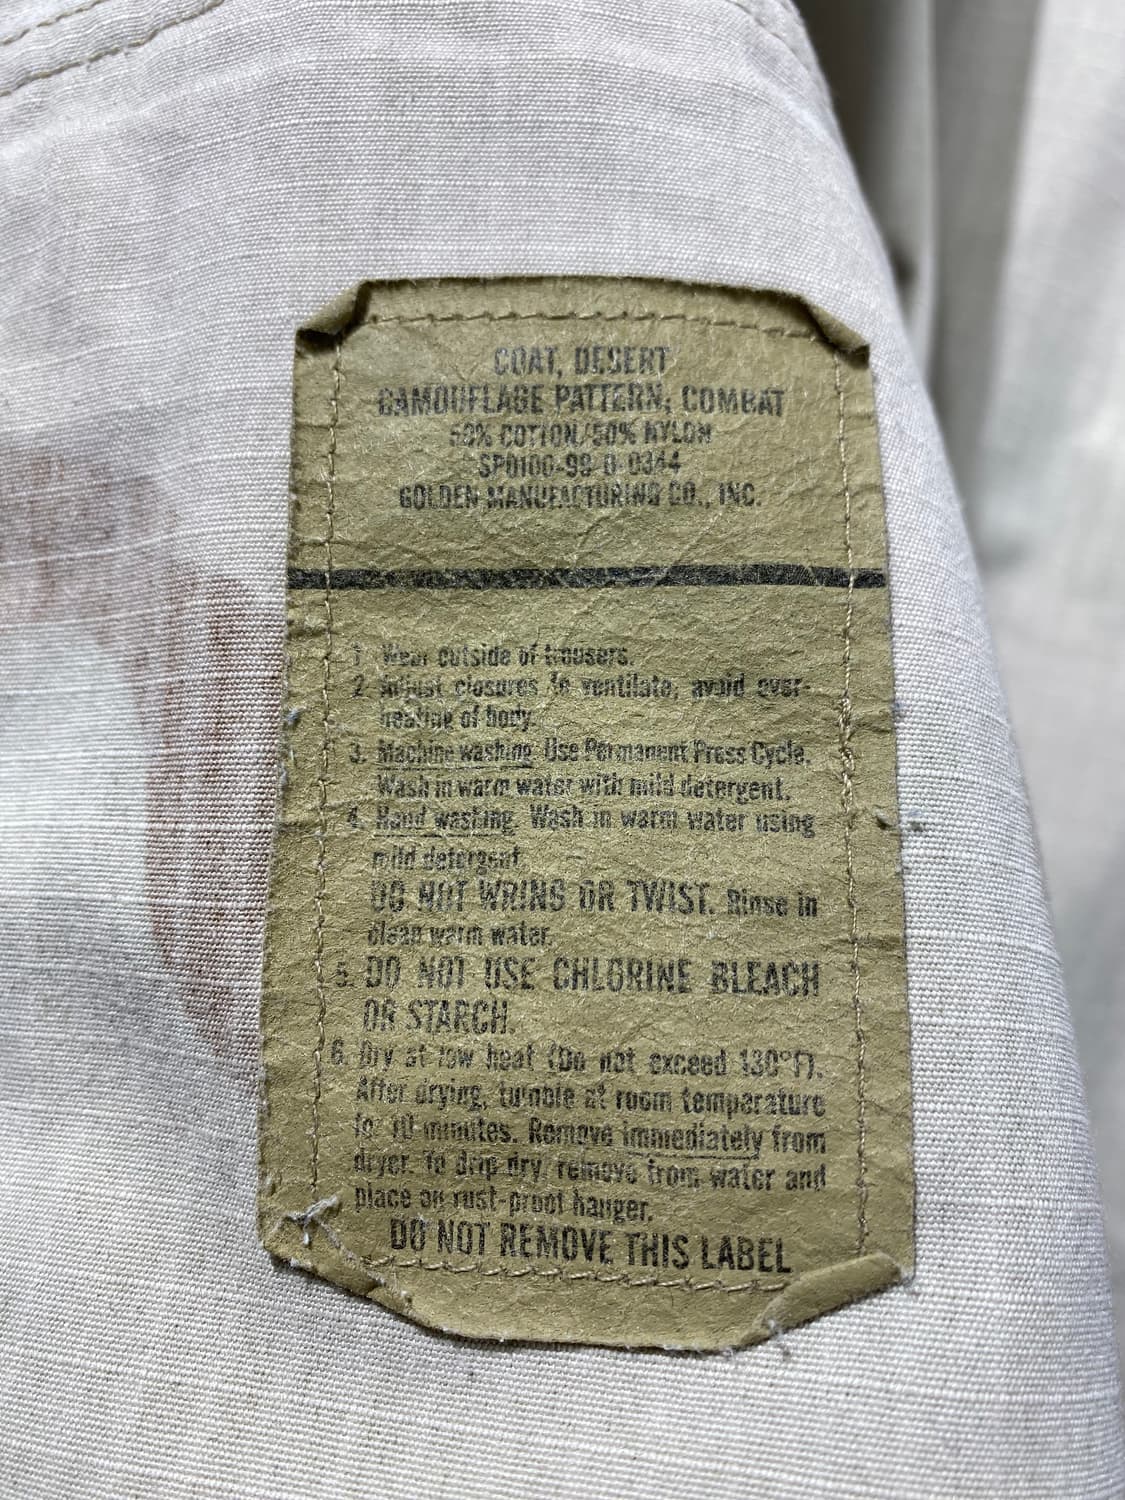 COAT, DESERT
CAMOUFLAGE PATTERN, COMBAT
50% COTTON/50% NYLON
SP0100-98-D-0344
GOLDEN MANUFACTURING CO., INC.
1. Wear outside of trousers.
2. Adjust closures to ventilate, avoid over-
heating of body.
3. Machine washing Use Permanent Press Cycle.
Wash in warm water with mild detergent.
4. Hand washing Wash in warm water using
mild detergent.
DO NOT WRING OR TWIST. Rinse in
clean warm water.
5. DO NOT USE CHLORINE BLEACH
OR STARCH.
6. Dry at low heat (Do not exceed 130°F).
After drying, tumble at room temperature
for 10 minutes. Remove immediately from
dryer. To drip dry, remove from water and
place on rust-proof hanger.
DO NOT REMOVE THIS LABEL